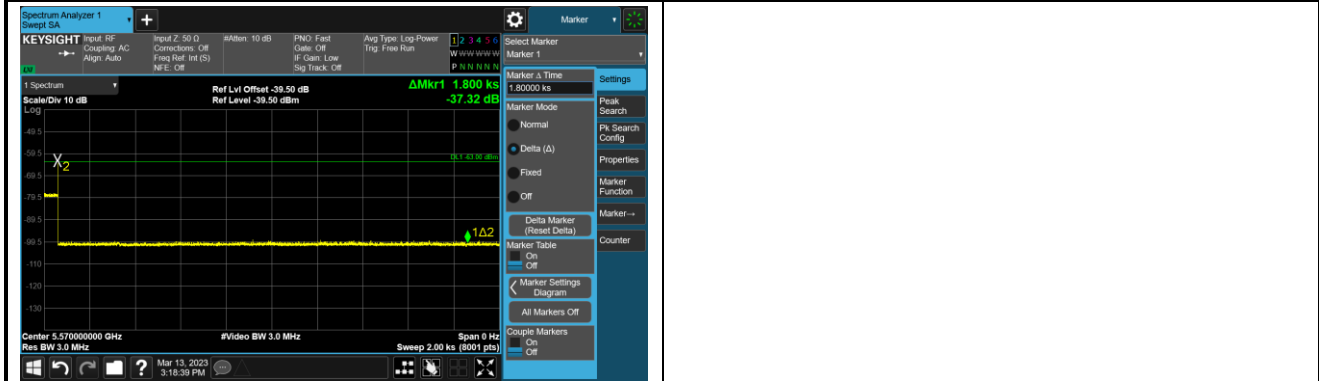 Spectrum Analyzer 1
Swept SA
Marker
KEYSIGHT
Input: RF
Coupling: AC
Align: Auto
Input Z: 50 Ω
Corrections: Off
Freq Ref: Int (S)
NFE: Off
#Atten: 10 dB
PNO: Fast
Gate: Off
IF Gain: Low
Sig Track: Off
Avg Type: Log-Power
Trig: Free Run
1 2 3 4 5 6
W W W W W W
P N N N N N
Select Marker
Marker 1
LXI
1 Spectrum
Scale/Div 10 dB
Log
Ref Lvl Offset -39.50 dB
Ref Level -39.50 dBm
ΔMkr1 1.800 ks
-37.32 dB
-49.5
-59.5
-69.5
-79.5
-89.5
-99.5
-110
-120
-130
X2
DL1 -63.00 dBm
1Δ2
Center 5.570000000 GHz
Res BW 3.0 MHz
#Video BW 3.0 MHz
Span 0 Hz
Sweep 2.00 ks (8001 pts)
Marker Δ Time
1.80000 ks
Marker Mode
Normal
Delta (Δ)
Fixed
Off
Delta Marker
(Reset Delta)
Marker Table
On
Off
Marker Settings
Diagram
All Markers Off
Couple Markers
On
Off
Settings
Peak
Search
Pk Search
Config
Properties
Marker
Function
Marker→
Counter
Mar 13, 2023
3:18:39 PM